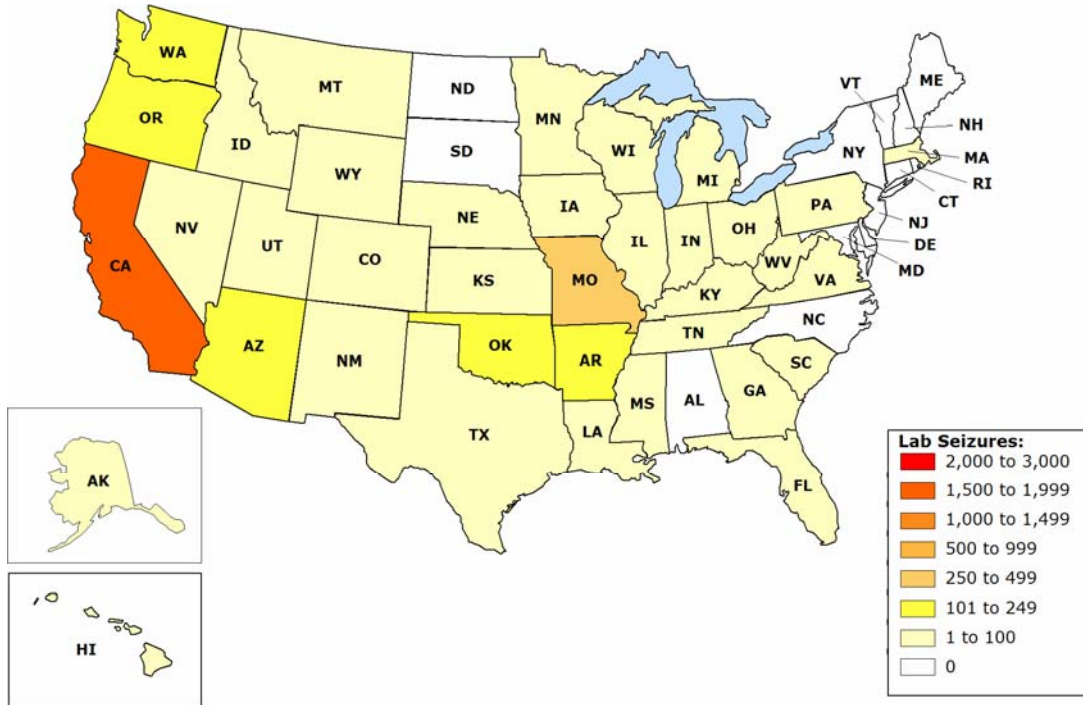 WA
MT
ND
MN
VT
ME
OR
ID
SD
WI
MI
NY
NH
MA
RI
CT
WY
IA
PA
NJ
DE
MD
NV
UT
CO
NE
IL
IN
OH
WV
VA
CA
KS
MO
KY
NC
AZ
NM
OK
AR
TN
SC
TX
LA
MS
AL
GA
FL
AK
HI
Lab Seizures:
2,000 to 3,000
1,500 to 1,999
1,000 to 1,499
500 to 999
250 to 499
101 to 249
1 to 100
0